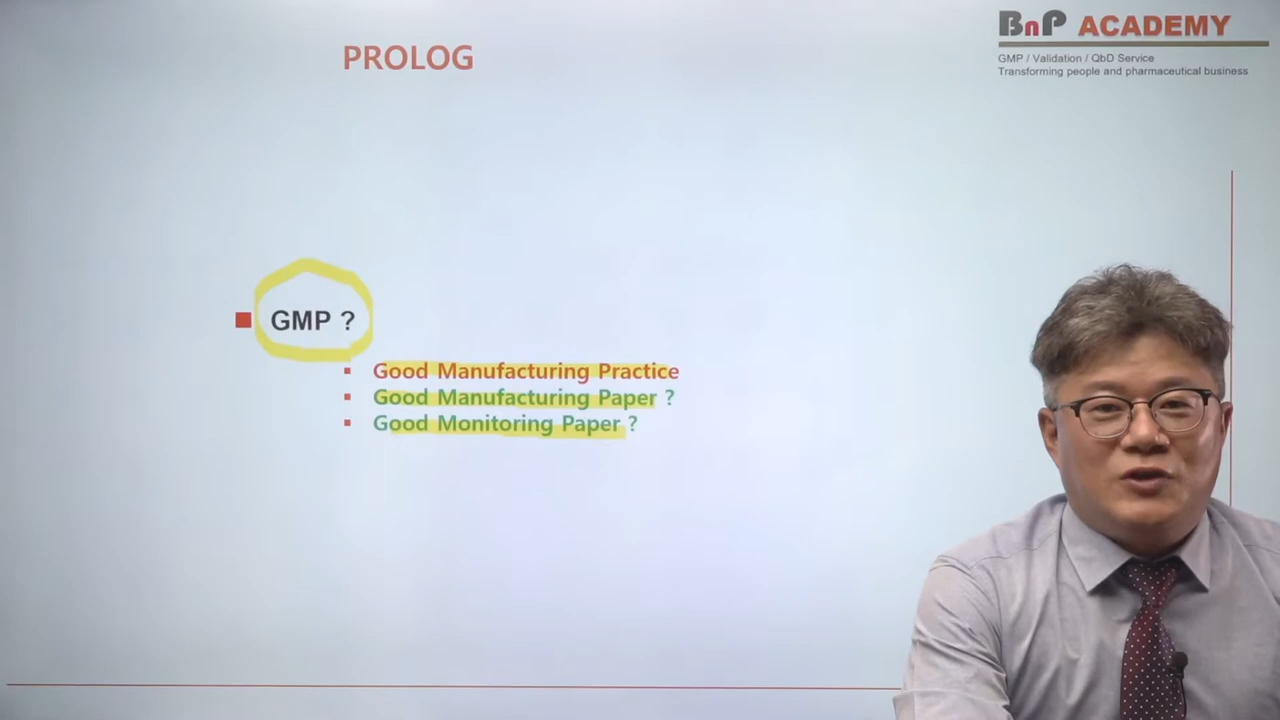 PROLOG
BnP ACADEMY
GMP / Validation / QbD Service
Transforming people and pharmaceutical business
GMP ?
Good Manufacturing Practice
Good Manufacturing Paper ?
Good Monitoring Paper ?